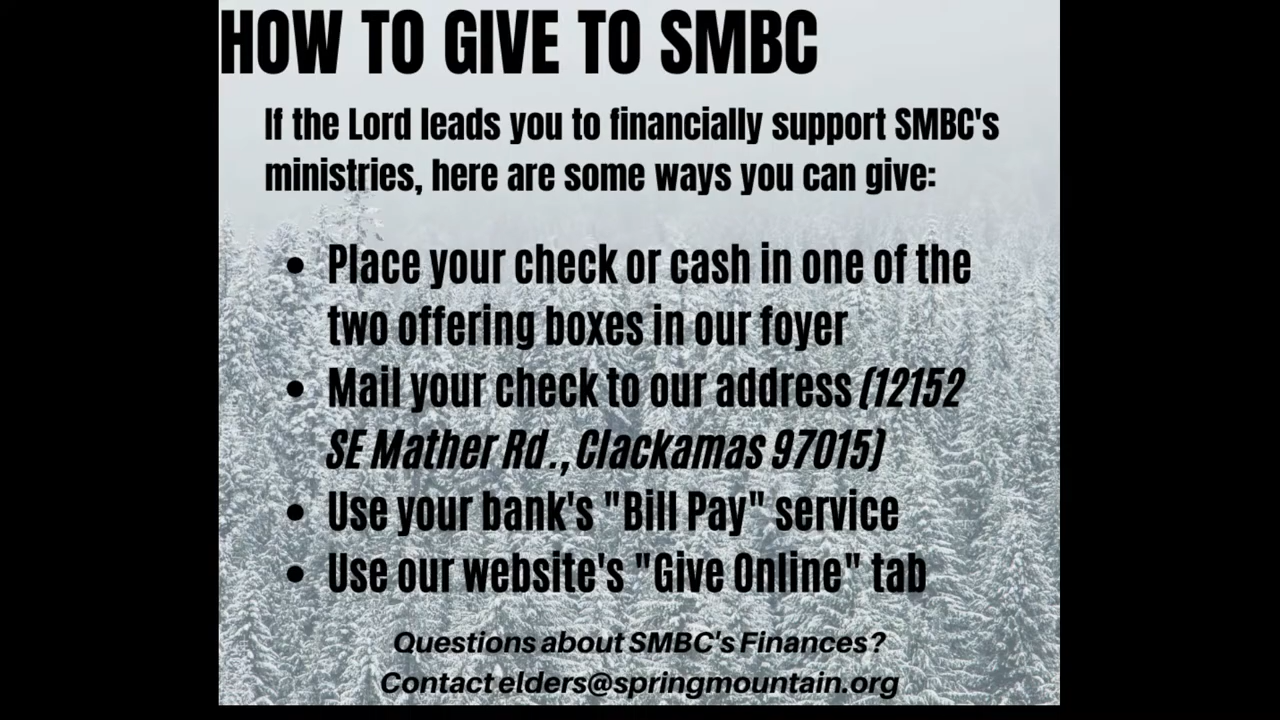 HOW TO GIVE TO SMBC
If the Lord leads you to financially support SMBC's
ministries, here are some ways you can give:
• Place your check or cash in one of the
two offering boxes in our foyer
• Mail your check to our address (12152
SE Mather Rd., Clackamas 97015)
• Use your bank's "Bill Pay" service
• Use our website's "Give Online" tab
Questions about SMBC's Finances?
Contact elders@springmountain.org